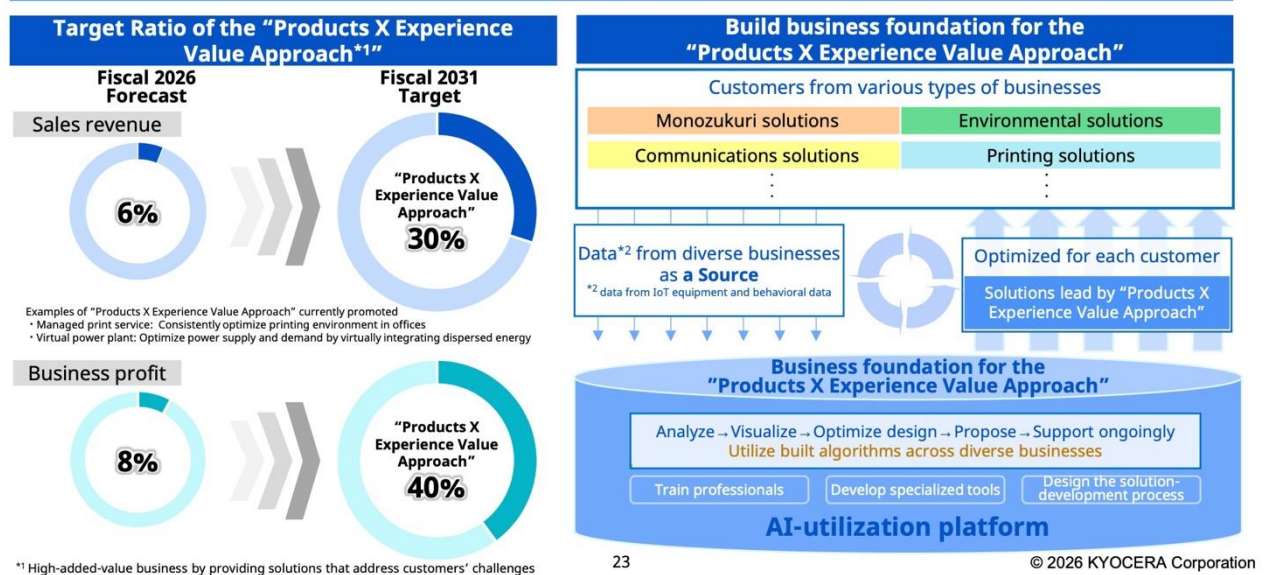 Target Ratio of the “Products X Experience
Value Approach*1”
Fiscal 2026
Forecast
Fiscal 2031
Target
Sales revenue
6%
“Products X
Experience Value
Approach”
30%
Examples of “Products X Experience Value Approach” currently promoted
・Managed print service: Consistently optimize printing environment in offices
・Virtual power plant: Optimize power supply and demand by virtually integrating dispersed energy
Business profit
8%
“Products X
Experience Value
Approach”
40%
*1 High-added-value business by providing solutions that address customers’ challenges
Build business foundation for the
“Products X Experience Value Approach”
Customers from various types of businesses
Monozukuri solutions
Environmental solutions
Communications solutions
Printing solutions
Data*2 from diverse businesses
as a Source
*2 data from IoT equipment and behavioral data
Optimized for each customer
Solutions lead by “Products X
Experience Value Approach”
Business foundation for the
”Products X Experience Value Approach”
Analyze→Visualize→Optimize design→Propose→Support ongoingly
Utilize built algorithms across diverse businesses
Train professionals
Develop specialized tools
Design the solution-
development process
AI-utilization platform
23
© 2026 KYOCERA Corporation